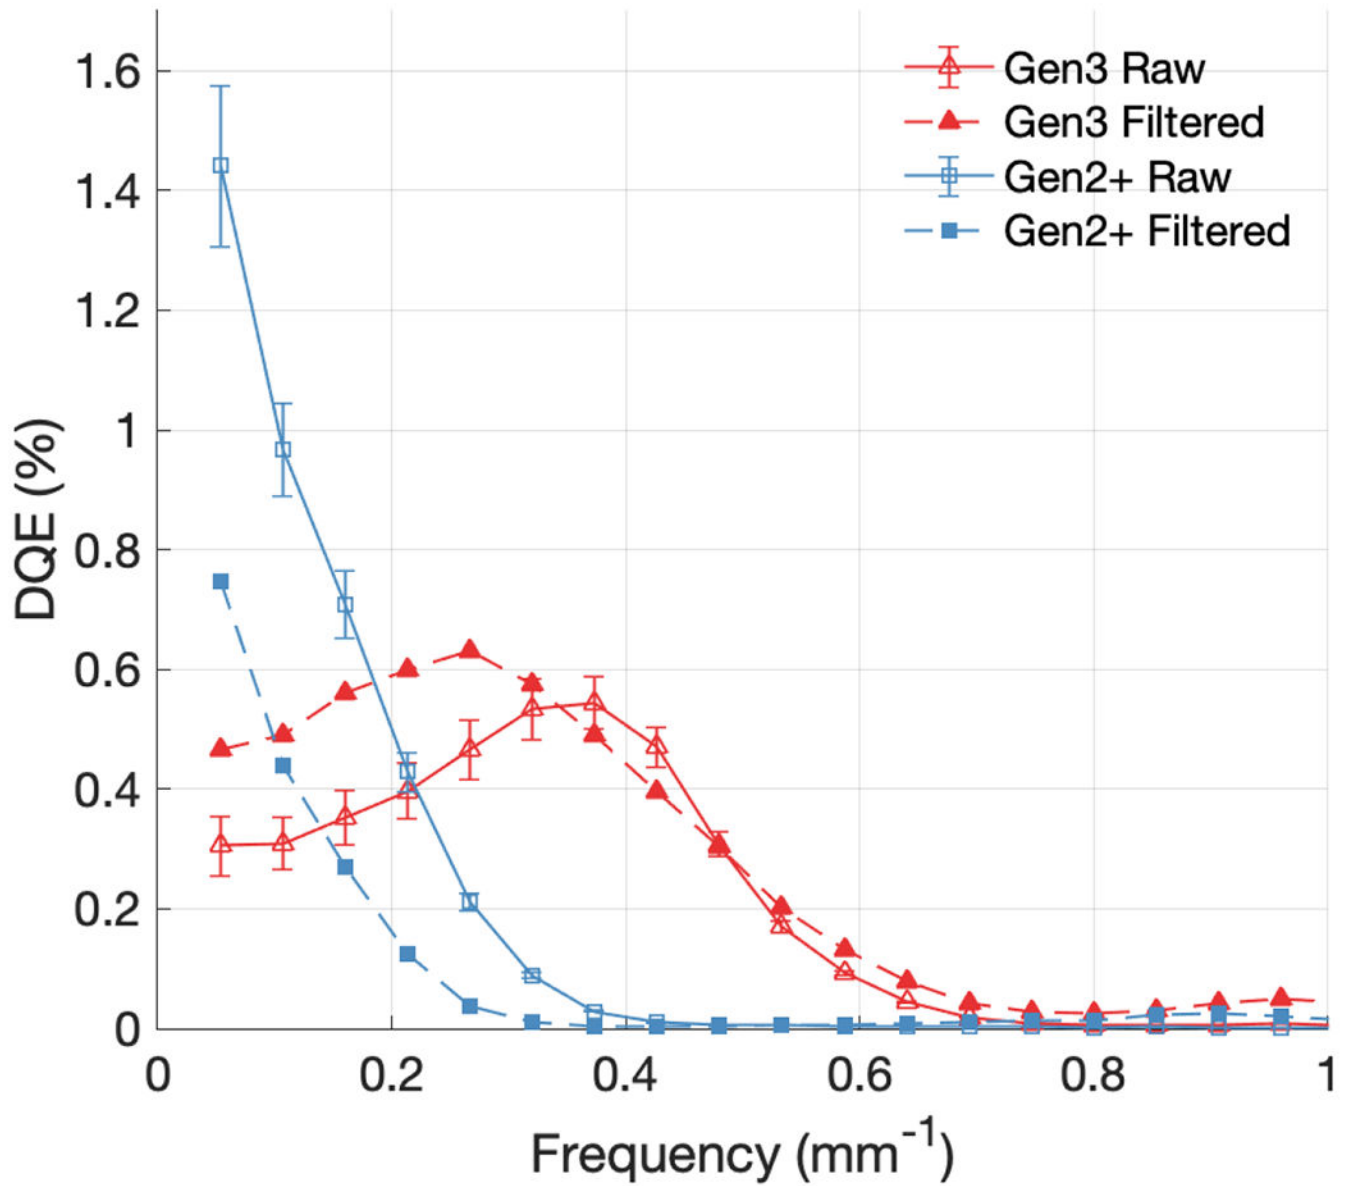 Gen3 Raw
Gen3 Filtered
Gen2+ Raw
Gen2+ Filtered
DQE (%)
1.6
1.4
1.2
1
0.8
0.6
0.4
0.2
0
0 0.2 0.4 0.6 0.8 1
Frequency (mm⁻¹)